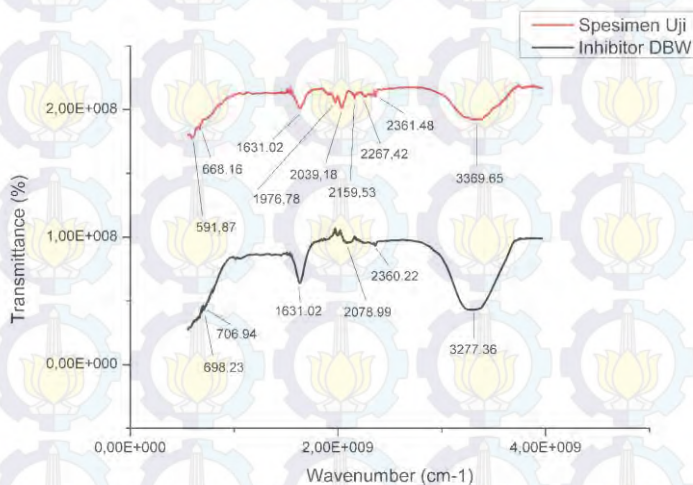 Spesimen Uji
Inhibitor DBW
2,00E+008
1,00E+008
0,00E+000
Transmittance (%)
1631.02
668.16
591,87
1976,78
2039,18
2159,53
2267,42
2361.48
3369.65
706.94
698.23
1631.02
2078.99
2360.22
3277.36
0,00E+000
2,00E+009
4,00E+009
Wavenumber (cm-1)